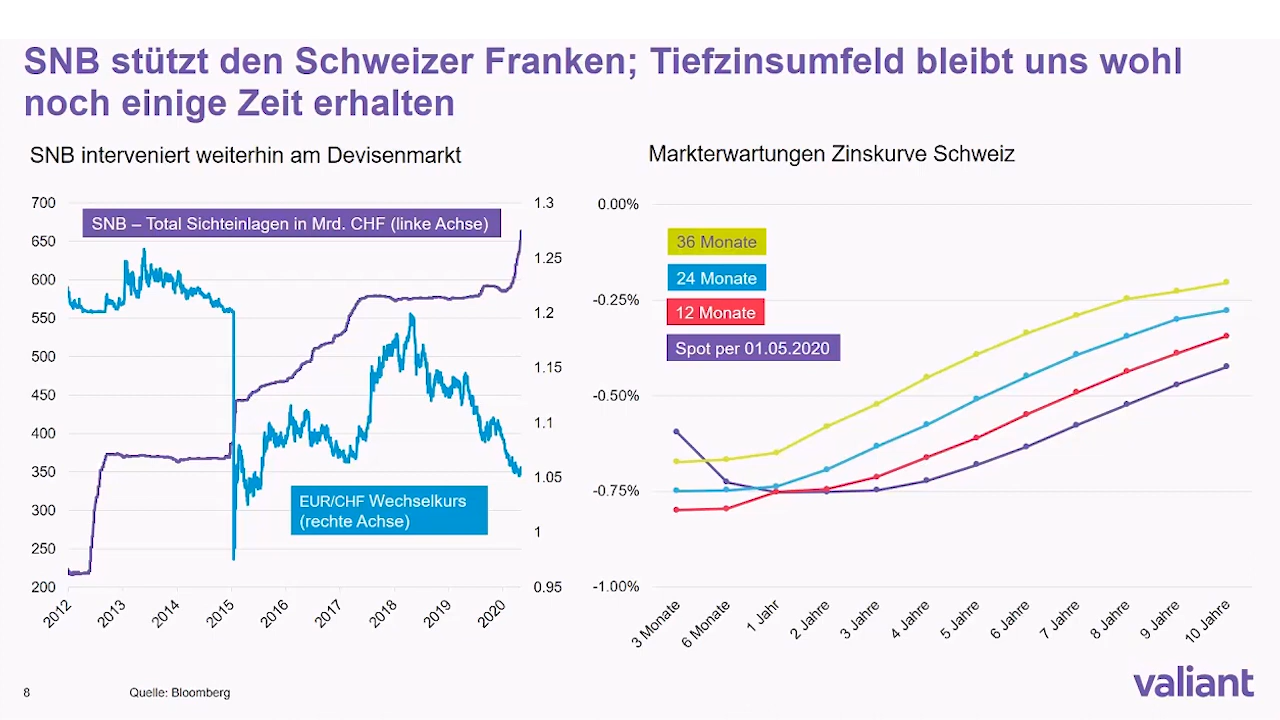 SNB stützt den Schweizer Franken; Tiefzinsumfeld bleibt uns wohl
noch einige Zeit erhalten
SNB interveniert weiterhin am Devisenmarkt
700
650
600
550
500
450
400
350
300
250
200
1.3
1.25
1.2
1.15
1.1
1.05
1
0.95
SNB – Total Sichteinlagen in Mrd. CHF (linke Achse)
EUR/CHF Wechselkurs
(rechte Achse)
2012
2013
2014
2015
2016
2017
2018
2019
2020
Markterwartungen Zinskurve Schweiz
0.00%
-0.25%
-0.50%
-0.75%
-1.00%
36 Monate
24 Monate
12 Monate
Spot per 01.05.2020
3 Monate
6 Monate
1 Jahr
2 Jahre
3 Jahre
4 Jahre
5 Jahre
6 Jahre
7 Jahre
8 Jahre
9 Jahre
10 Jahre
8
Quelle: Bloomberg
valiant